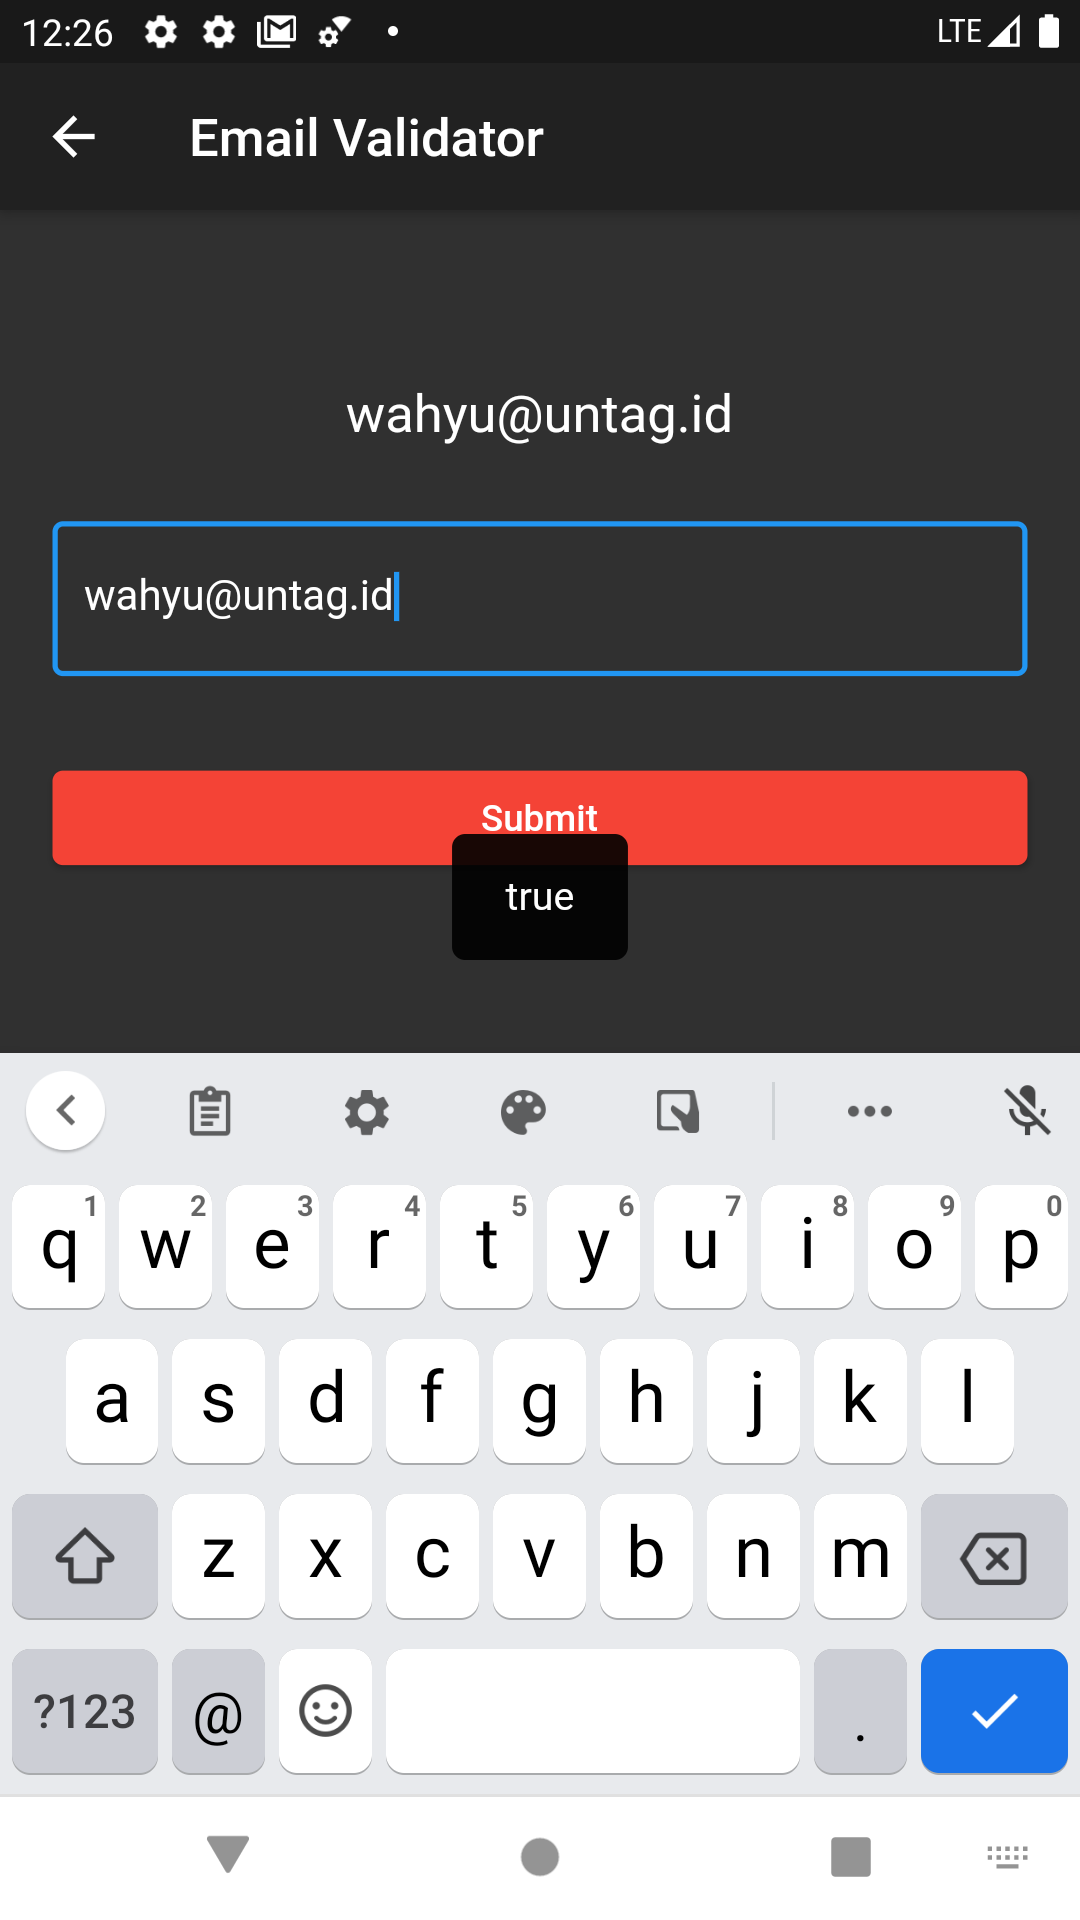 12:26 LTE
Email Validator
wahyu@untag.id
wahyu@untag.id
Submit
true
1 2 3 4 5 6 7 8 9 0
q w e r t y u i o p
a s d f g h j k l
z x c v b n m
?123 @ .